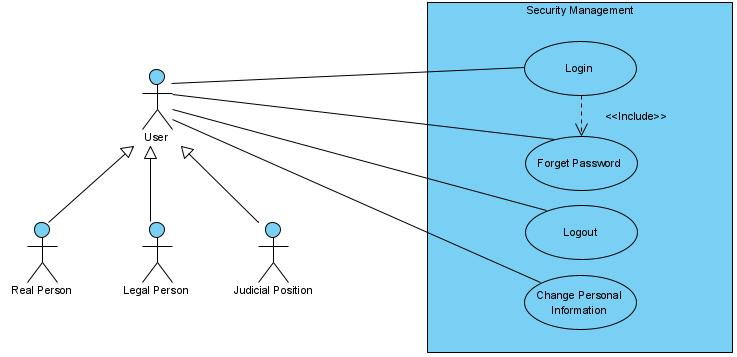 Security Management
Login
<<Include>>
User
Forget Password
Logout
Real Person
Legal Person
Judicial Position
Change Personal
Information